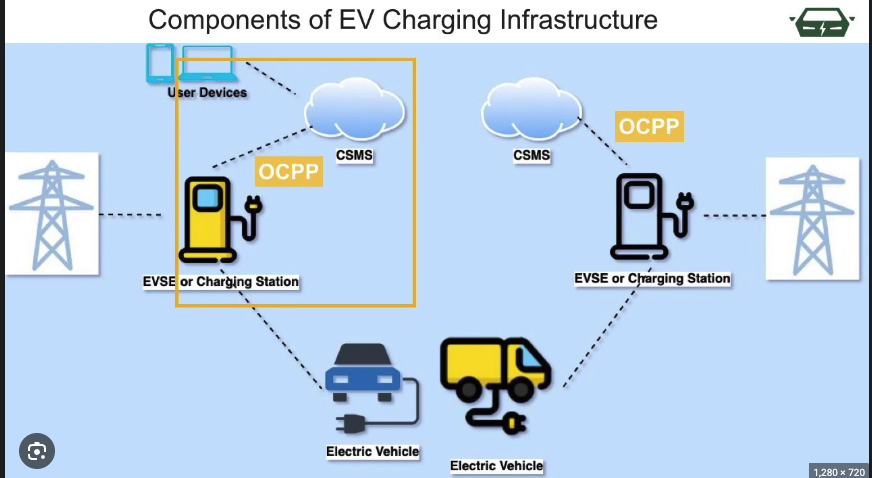 Components of EV Charging Infrastructure
User Devices
CSMS
CSMS
OCPP
OCPP
EVSE or Charging Station
EVSE or Charging Station
Electric Vehicle
Electric Vehicle
1,280 × 720